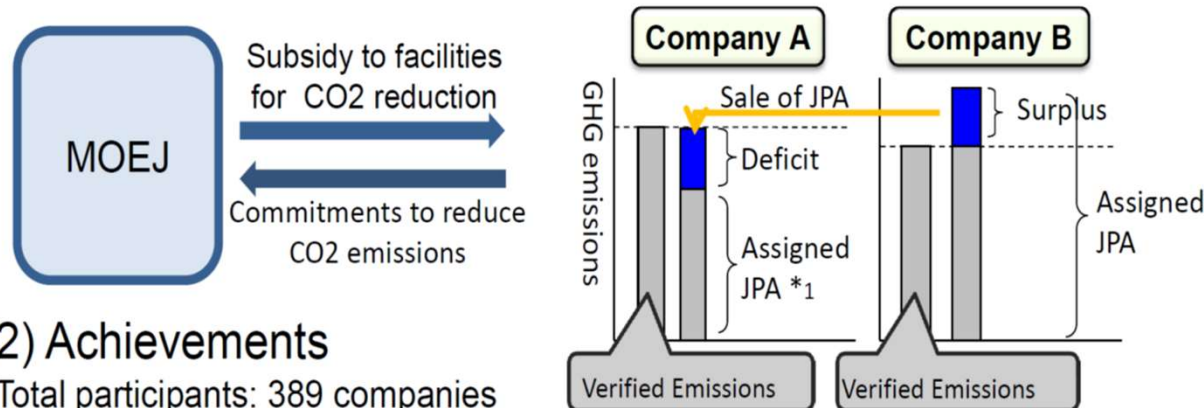 MOEJ
Subsidy to facilities
for CO2 reduction
Commitments to reduce
CO2 emissions
2) Achievements
Total participants: 389 companies
Company A
Company B
GHG emissions
Sale of JPA
Surplus
Deficit
Assigned
JPA *1
Assigned
JPA
Verified Emissions
Verified Emissions